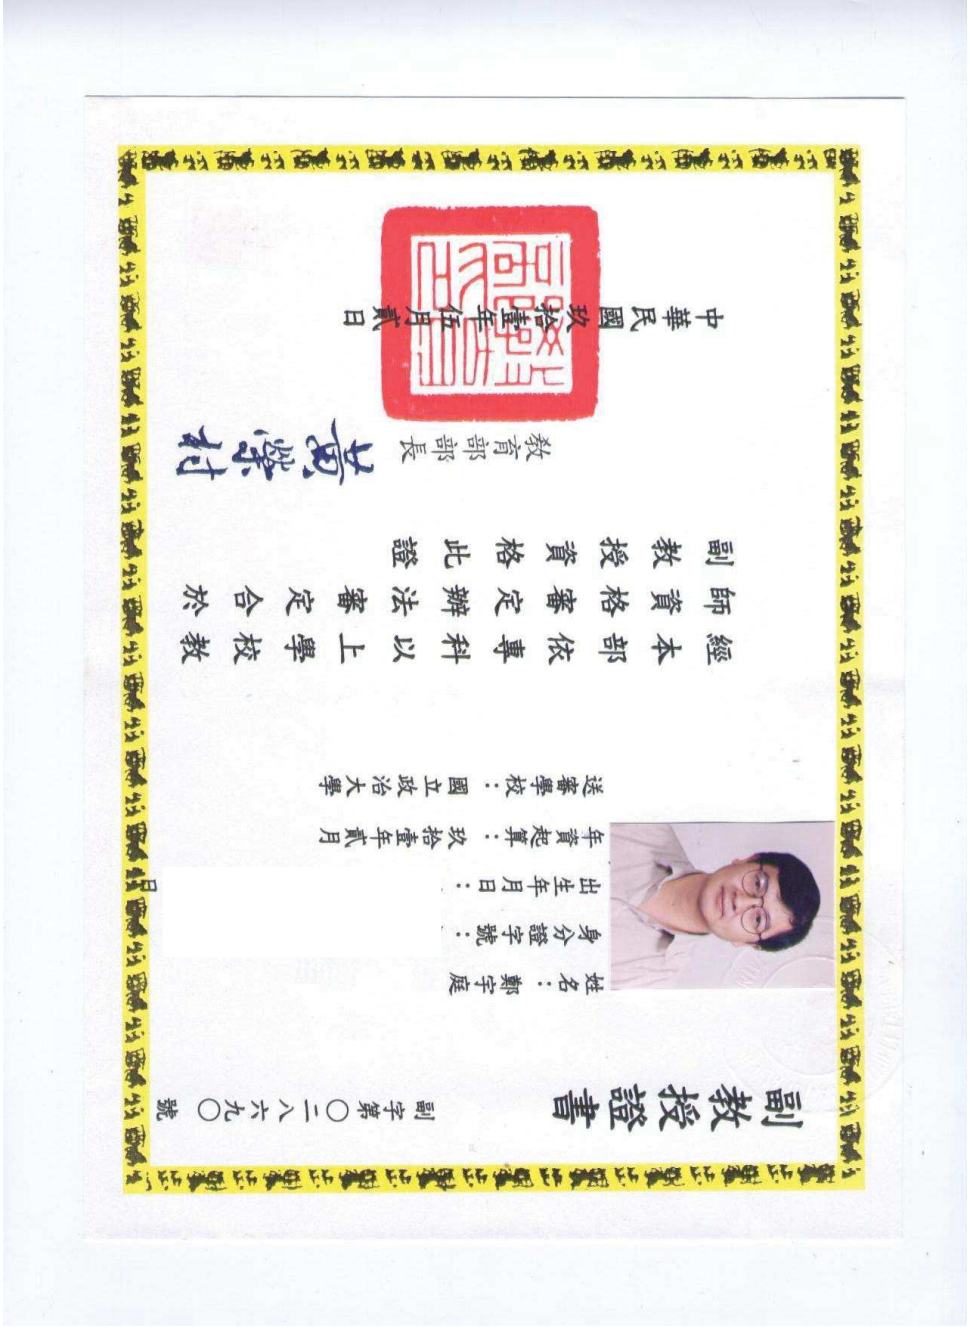 副教授證書
副字第〇二八六九〇號
姓名：鄭宇庭
身分證字號：
出生年月日：
年資起算：玖拾壹年貳月
送審學校：國立政治大學
經本部依專科以上學校教
師資格審定辦法審定合於
副教授資格此證
教育部部長 黃榮村
中華民國玖拾壹年伍月貳日